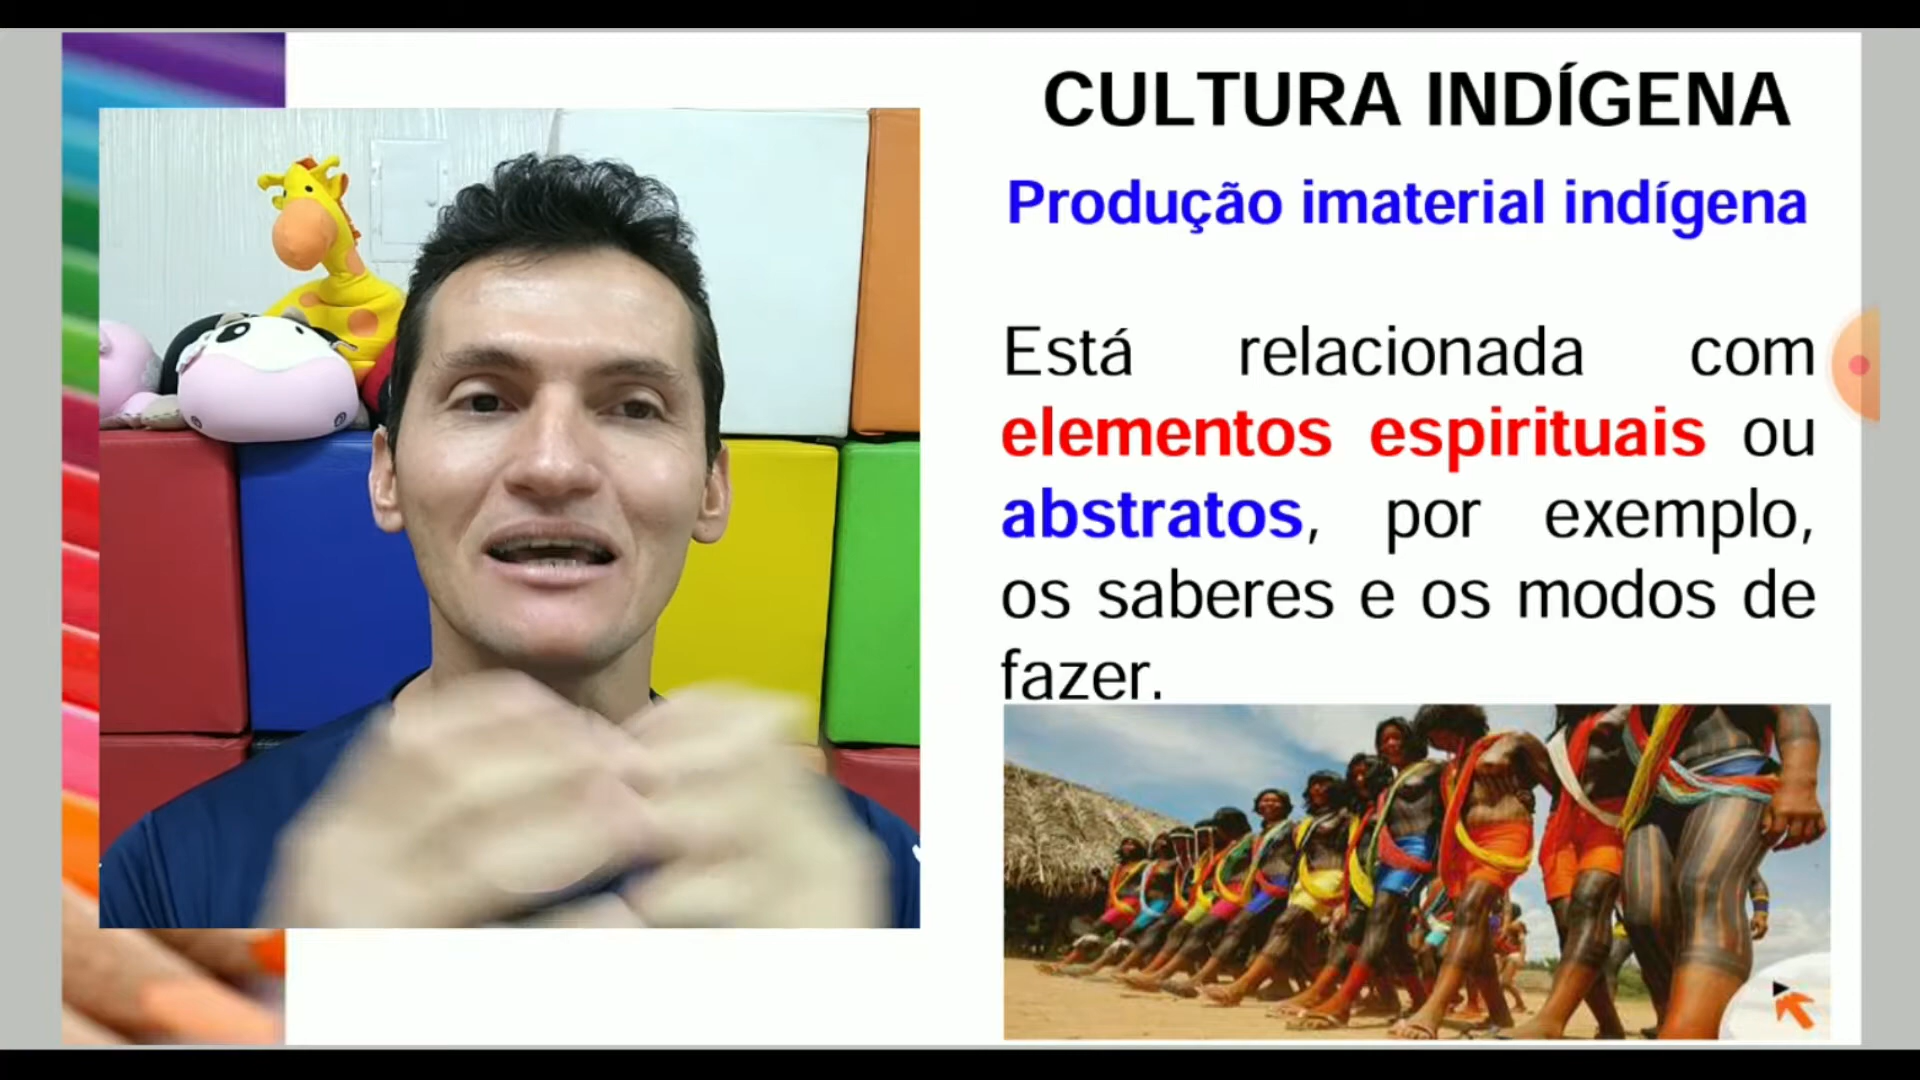 CULTURA INDÍGENA
Produção imaterial indígena
Está relacionada com
elementos espirituais ou
abstratos, por exemplo,
os saberes e os modos de
fazer.